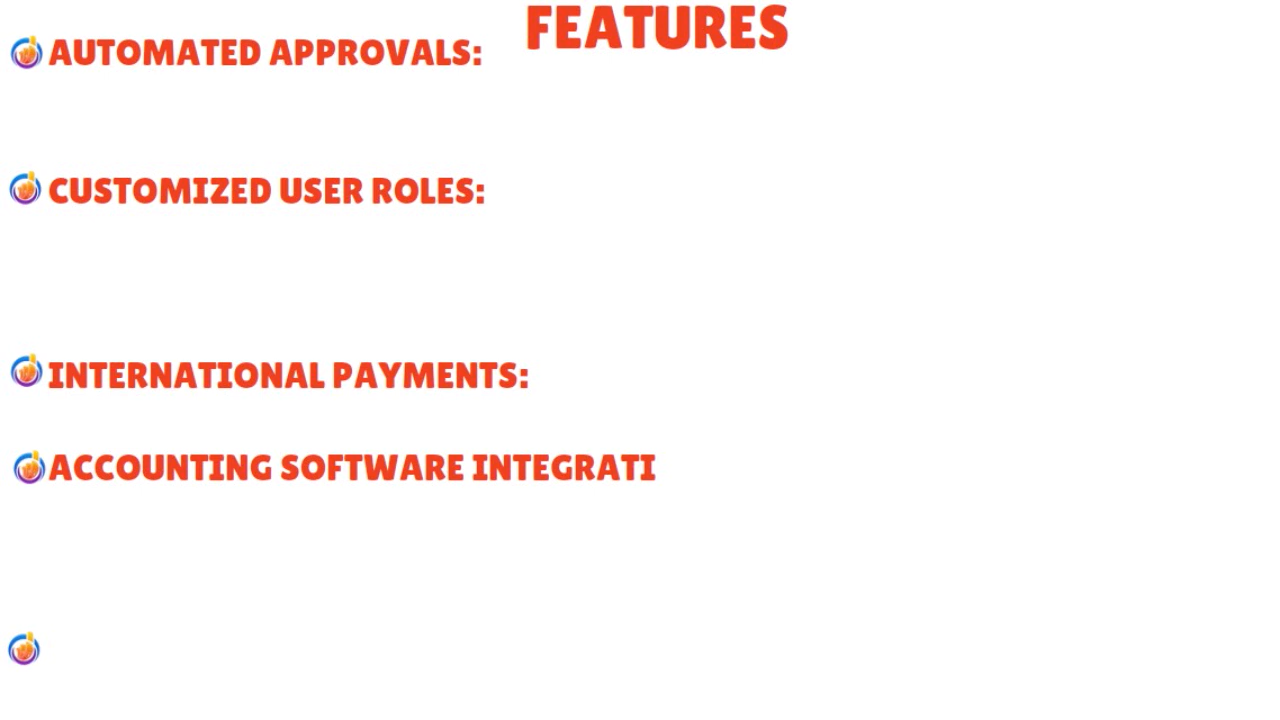 FEATURES
AUTOMATED APPROVALS:
CUSTOMIZED USER ROLES:
INTERNATIONAL PAYMENTS:
ACCOUNTING SOFTWARE INTEGRATI